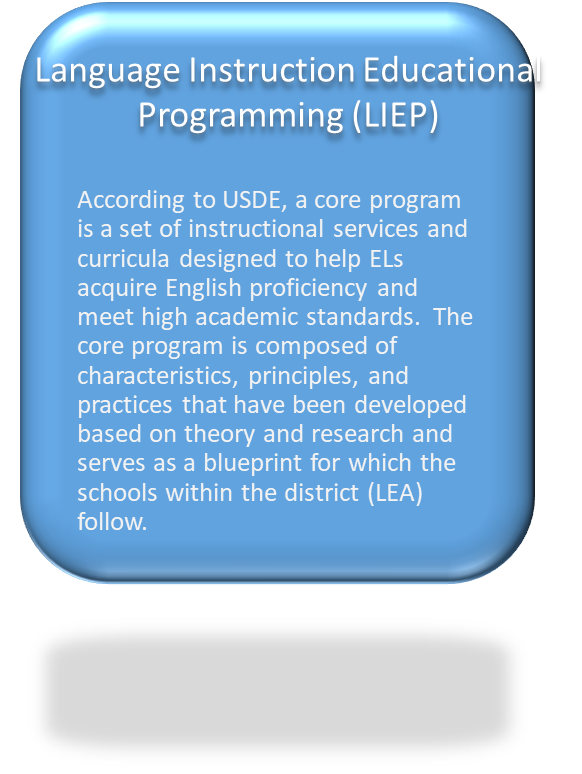 Language Instruction Educational
Programming (LIEP)
According to USDE, a core program
is a set of instructional services and
curricula designed to help ELs
acquire English proficiency and
meet high academic standards.  The
core program is composed of
characteristics, principles, and
practices that have been developed
based on theory and research and
serves as a blueprint for which the
schools within the district (LEA)
follow.